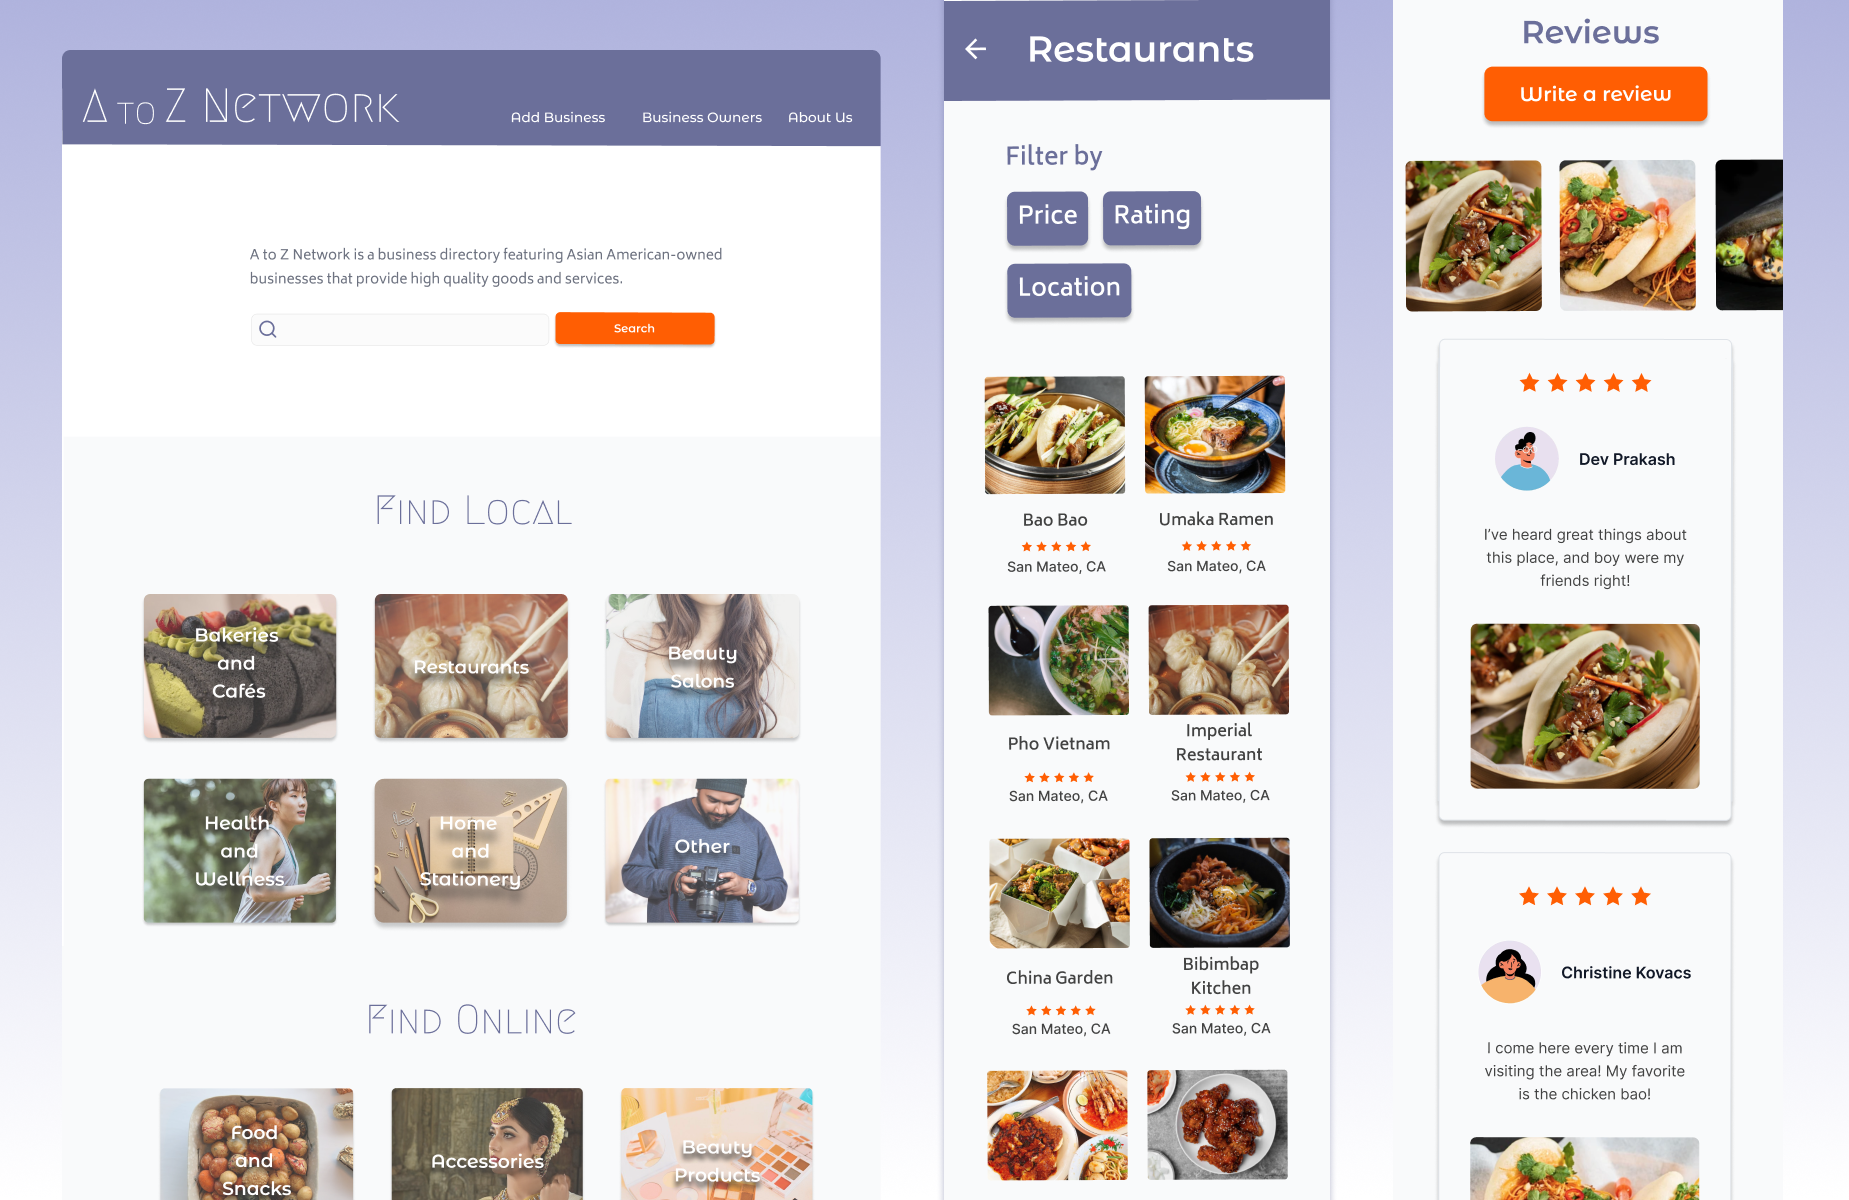 A to Z Network
Add Business
Business Owners
About Us
A to Z Network is a business directory featuring Asian American-owned
businesses that provide high quality goods and services.
Search
Find Local
Bakeries
and
Cafés
Restaurants
Beauty
Salons
Health
and
Wellness
Home
and
Stationery
Other
Find Online
Food
and
Snacks
Accessories
Beauty
Products
Restaurants
Filter by
Price
Rating
Location
Bao Bao
San Mateo, CA
Umaka Ramen
San Mateo, CA
Pho Vietnam
San Mateo, CA
Imperial
Restaurant
San Mateo, CA
China Garden
San Mateo, CA
Bibimbap
Kitchen
San Mateo, CA
Reviews
Write a review
Dev Prakash
I've heard great things about
this place, and boy were my
friends right!
Christine Kovacs
I come here every time I am
visiting the area! My favorite
is the chicken bao!